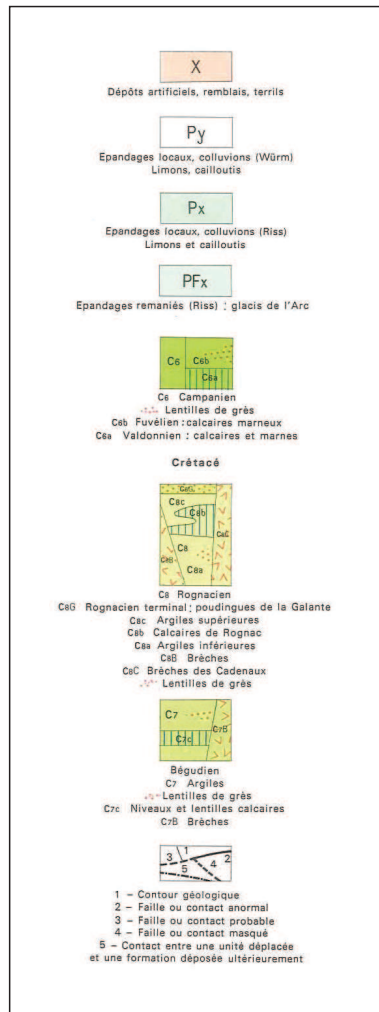 X
Dépôts artificiels, remblais, terrils
Py
Epandages locaux, colluvions (Würm)
Limons, cailloutis
Px
Epandages locaux, colluvions (Riss)
Limons et cailloutis
PFx
Epandages remaniés (Riss) ; glacis de l'Arc
C6 C6b
C6a
C6 Campanien
Lentilles de grès
C6b Fuvélien : calcaires marneux
C6a Valdonnien : calcaires et marnes
Crétacé
C8G
C8c
C8b
C8C
C8
C8B
C8a
C8 Rognacien
C8G Rognacien terminal ; poudingues de la Galante
C8c Argiles supérieures
C8b Calcaires de Rognac
C8a Argiles inférieures
C8B Brèches
C8C Brèches des Cadenaux
Lentilles de grès
C7
C7B
C7c
Bégudien
C7 Argiles
Lentilles de grès
C7c Niveaux et lentilles calcaires
C7B Brèches
3 1 2
5 4
1 – Contour géologique
2 – Faille ou contact anormal
3 – Faille ou contact probable
4 – Faille ou contact masqué
5 – Contact entre une unité déplacée
et une formation déposée ultérieurement